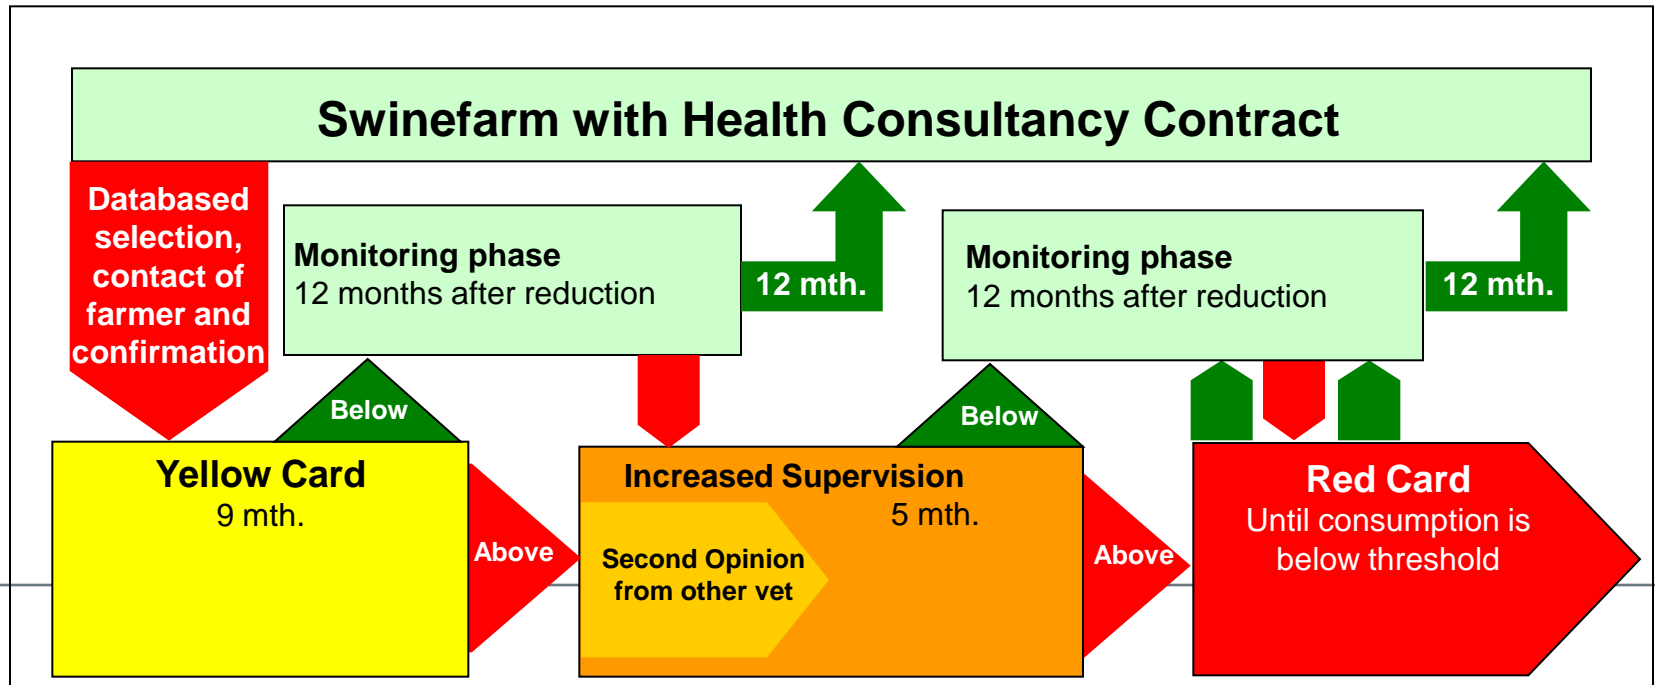 Swinefarm with Health Consultancy Contract
Databased
selection,
contact of
farmer and
confirmation
Monitoring phase
12 months after reduction
12 mth.
Monitoring phase
12 months after reduction
12 mth.
Below
Below
Yellow Card
9 mth.
Above
Increased Supervision
5 mth.
Second Opinion
from other vet
Above
Red Card
Until consumption is
below threshold